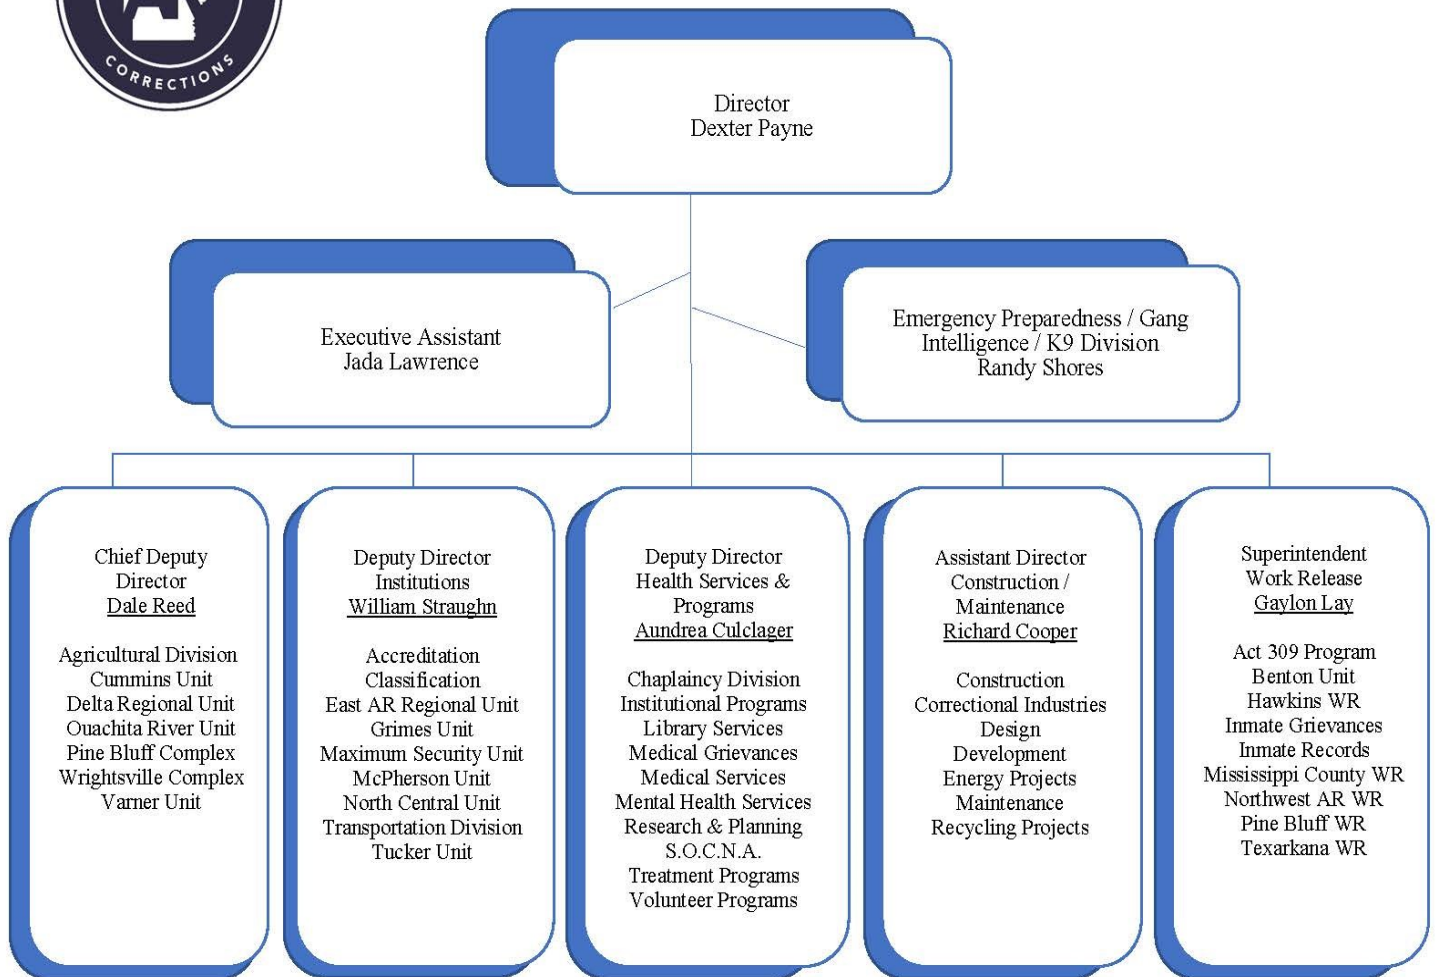 CORRECTIONS
Director
Dexter Payne
Executive Assistant
Jada Lawrence
Emergency Preparedness / Gang
Intelligence / K9 Division
Randy Shores
Chief Deputy
Director
Dale Reed
Agricultural Division
Cummins Unit
Delta Regional Unit
Ouachita River Unit
Pine Bluff Complex
Wrightsville Complex
Varner Unit
Deputy Director
Institutions
William Straughn
Accreditation
Classification
East AR Regional Unit
Grimes Unit
Maximum Security Unit
McPherson Unit
North Central Unit
Transportation Division
Tucker Unit
Deputy Director
Health Services &
Programs
Aundrea Culclager
Chaplaincy Division
Institutional Programs
Library Services
Medical Grievances
Medical Services
Mental Health Services
Research & Planning
S.O.C.N.A.
Treatment Programs
Volunteer Programs
Assistant Director
Construction /
Maintenance
Richard Cooper
Construction
Correctional Industries
Design
Development
Energy Projects
Maintenance
Recycling Projects
Superintendent
Work Release
Gaylon Lay
Act 309 Program
Benton Unit
Hawkins WR
Inmate Grievances
Inmate Records
Mississippi County WR
Northwest AR WR
Pine Bluff WR
Texarkana WR